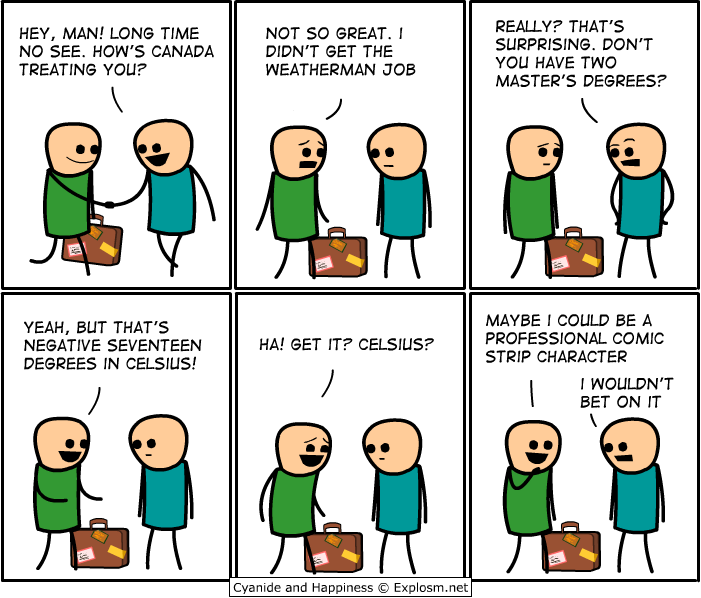 HEY, MAN! LONG TIME
NO SEE. HOW'S CANADA
TREATING YOU?
NOT SO GREAT. I
DIDN'T GET THE
WEATHERMAN JOB
REALLY? THAT'S
SURPRISING. DON'T
YOU HAVE TWO
MASTER'S DEGREES?
YEAH, BUT THAT'S
NEGATIVE SEVENTEEN
DEGREES IN CELSIUS!
HA! GET IT? CELSIUS?
MAYBE I COULD BE A
PROFESSIONAL COMIC
STRIP CHARACTER
I WOULDN'T
BET ON IT
Cyanide and Happiness © Explosm.net